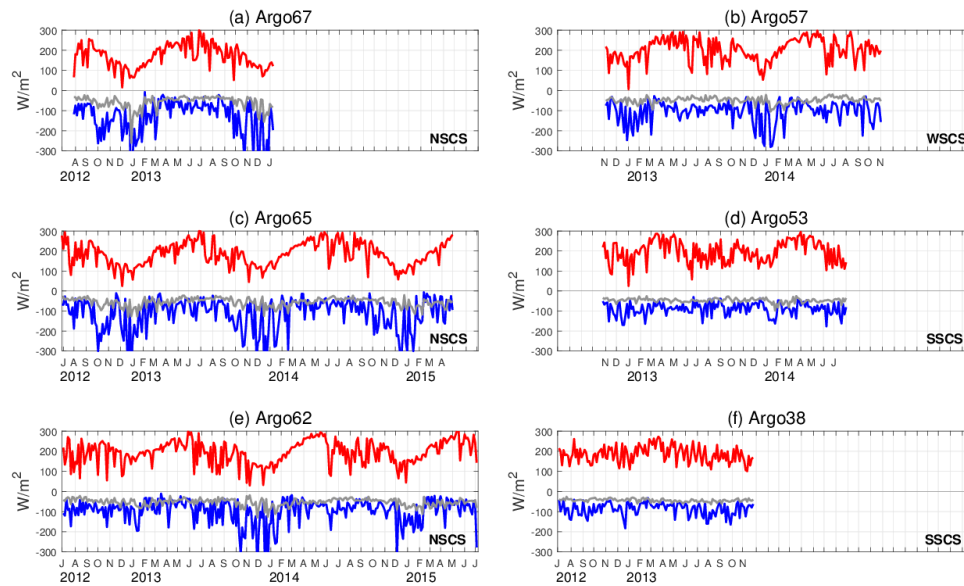 (a) Argo67
300
200
100
0
-100
-200
-300
W/m²
NSCS
A S O N D J F M A M J J A S O N D J
2012 2013
(b) Argo57
300
200
100
0
-100
-200
-300
WSCS
N D J F M A M J J A S O N D J F M A M J J A S O N
2013 2014
(c) Argo65
300
200
100
0
-100
-200
-300
W/m²
NSCS
J A S O N D J F M A M J J A S O N D J F M A M J J A S O N D J F M A
2012 2013 2014 2015
(d) Argo53
300
200
100
0
-100
-200
-300
SSCS
N D J F M A M J J A S O N D J F M A M J J
2013 2014
(e) Argo62
300
200
100
0
-100
-200
-300
W/m²
NSCS
J A S O N D J F M A M J J A S O N D J F M A M J J A S O N D J F M A M J
2012 2013 2014 2015
(f) Argo38
300
200
100
0
-100
-200
-300
W/m²
SSCS
J A S O N D J F M A M J J A S O N
2012 2013